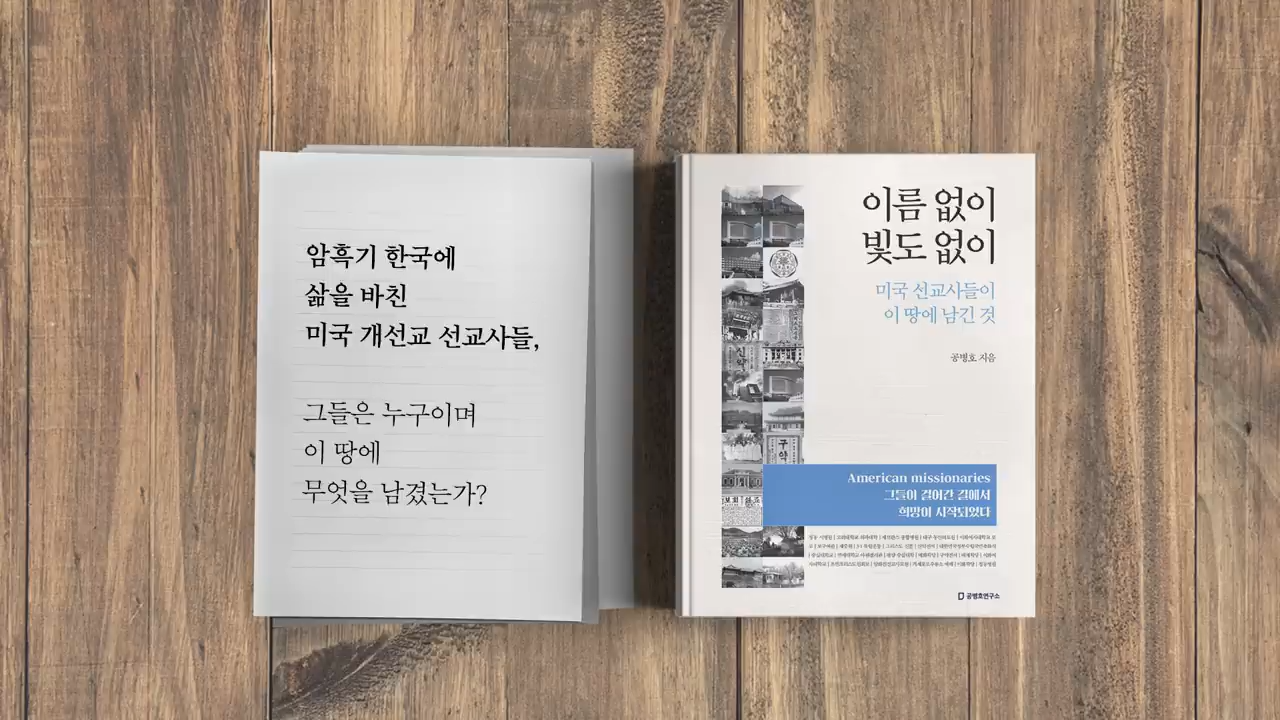 암흑기 한국에
삶을 바친
미국 개선교 선교사들,
그들은 누구이며
이 땅에
무엇을 남겼는가?
이름 없이
빛도 없이
미국 선교사들이
이 땅에 남긴 것
공병호 지음
신약
구약
American missionaries
그들이 걸어간 길에서
희망이 시작되었다
공병호연구소